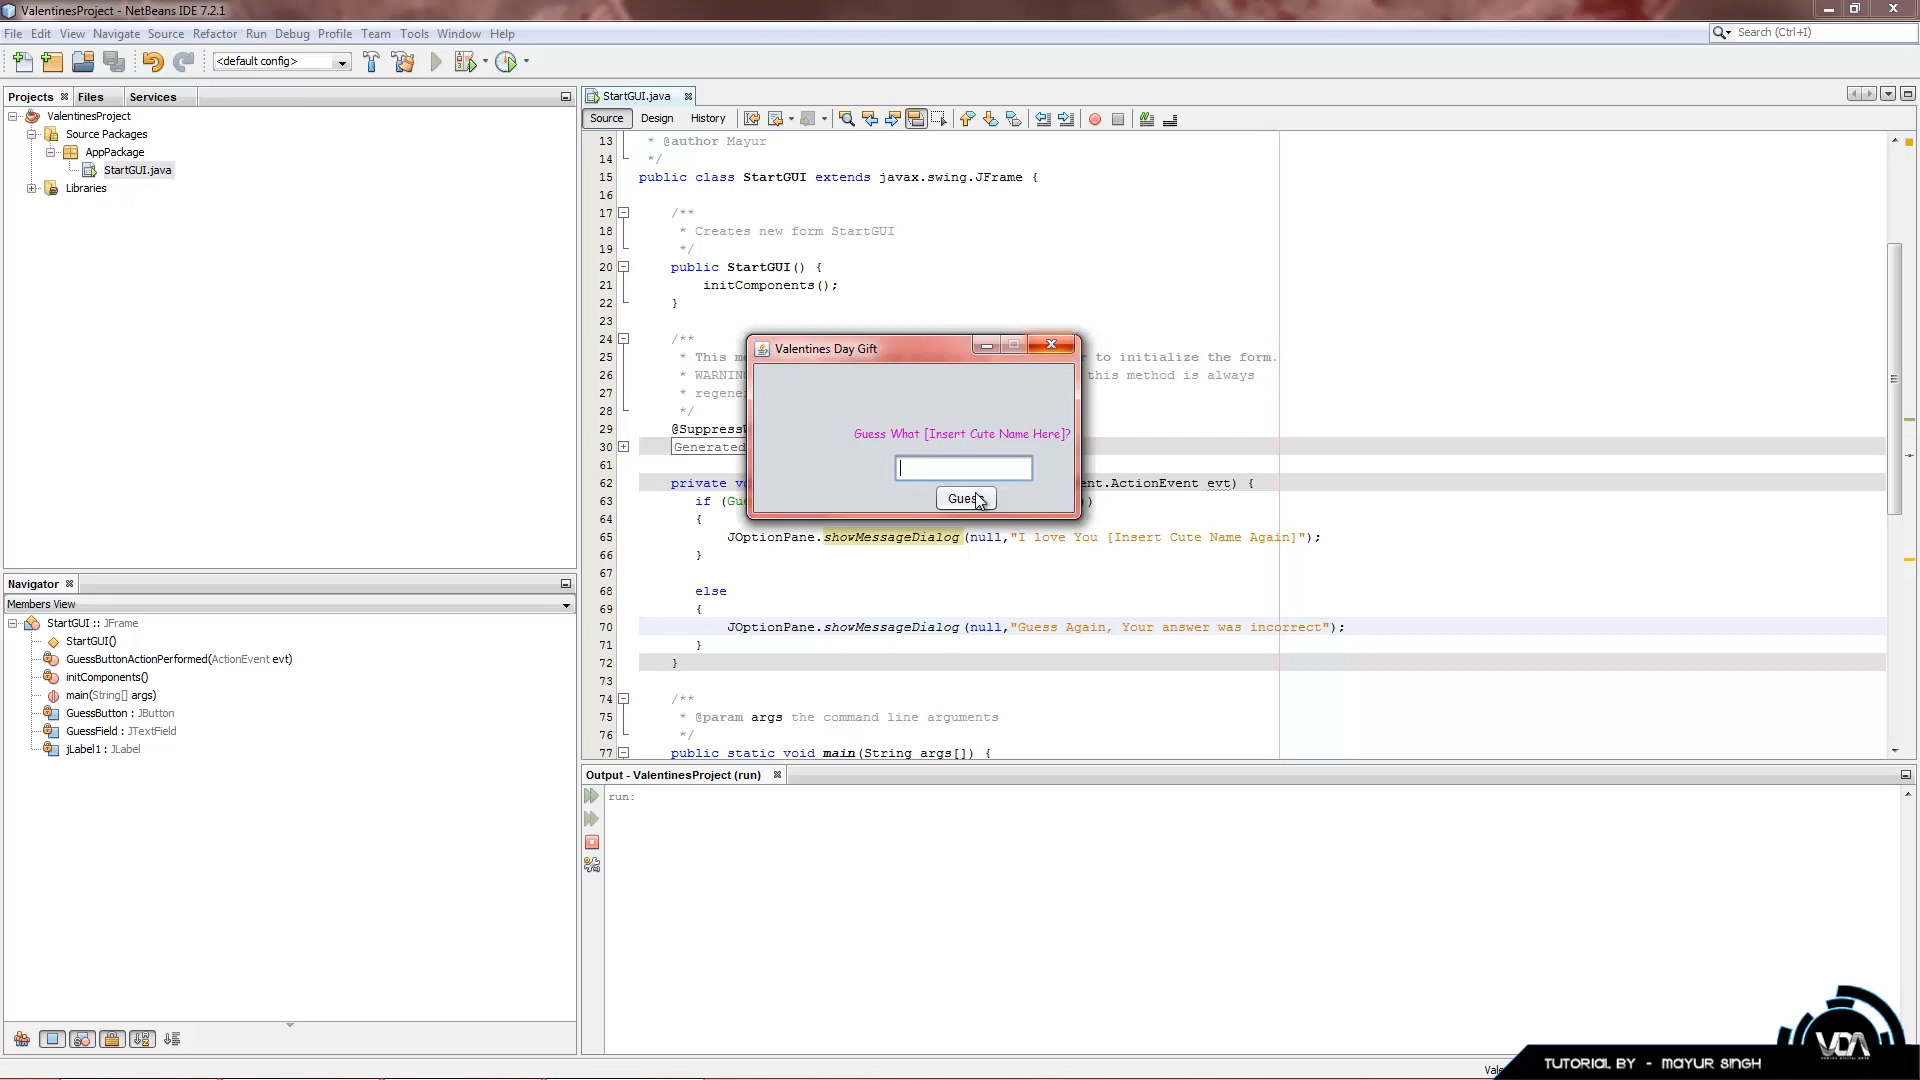 ValentinesProject - NetBeans IDE 7.2.1
File Edit View Navigate Source Refactor Run Debug Profile Team Tools Window Help
Search (Ctrl+I)
<default config>
Projects Files Services
ValentinesProject
Source Packages
AppPackage
StartGUI.java
Libraries
Navigator
Members View
StartGUI :: JFrame
StartGUI()
GuessButtonActionPerformed(ActionEvent evt)
initComponents()
main(String[] args)
GuessButton : JButton
GuessField : JTextField
jLabel1 : JLabel
StartGUI.java
Source Design History
13 * @author Mayur
14 */
15 public class StartGUI extends javax.swing.JFrame {
16
17 /**
18 * Creates new form StartGUI
19 */
20 public StartGUI() {
21 initComponents();
22 }
23
24 /**
25 * This to initialize the form.
26 * this method is always
27 *
28 */
29
30 Generated
61
62 private ActionEvent evt) {
63 if
64 {
65 JOptionPane.showMessageDialog(null,"I love You [Insert Cute Name Again]");
66 }
67
68 else
69 {
70 JOptionPane.showMessageDialog(null,"Guess Again, Your answer was incorrect");
71 }
72 }
73
74 /**
75 * @param args the command line arguments
76 */
77 public static void main(String args[]) {
Valentines Day Gift
Guess What [Insert Cute Name Here]?
Output - ValentinesProject (run)
run:
VDA
TUTORIAL BY - MAYUR SINGH